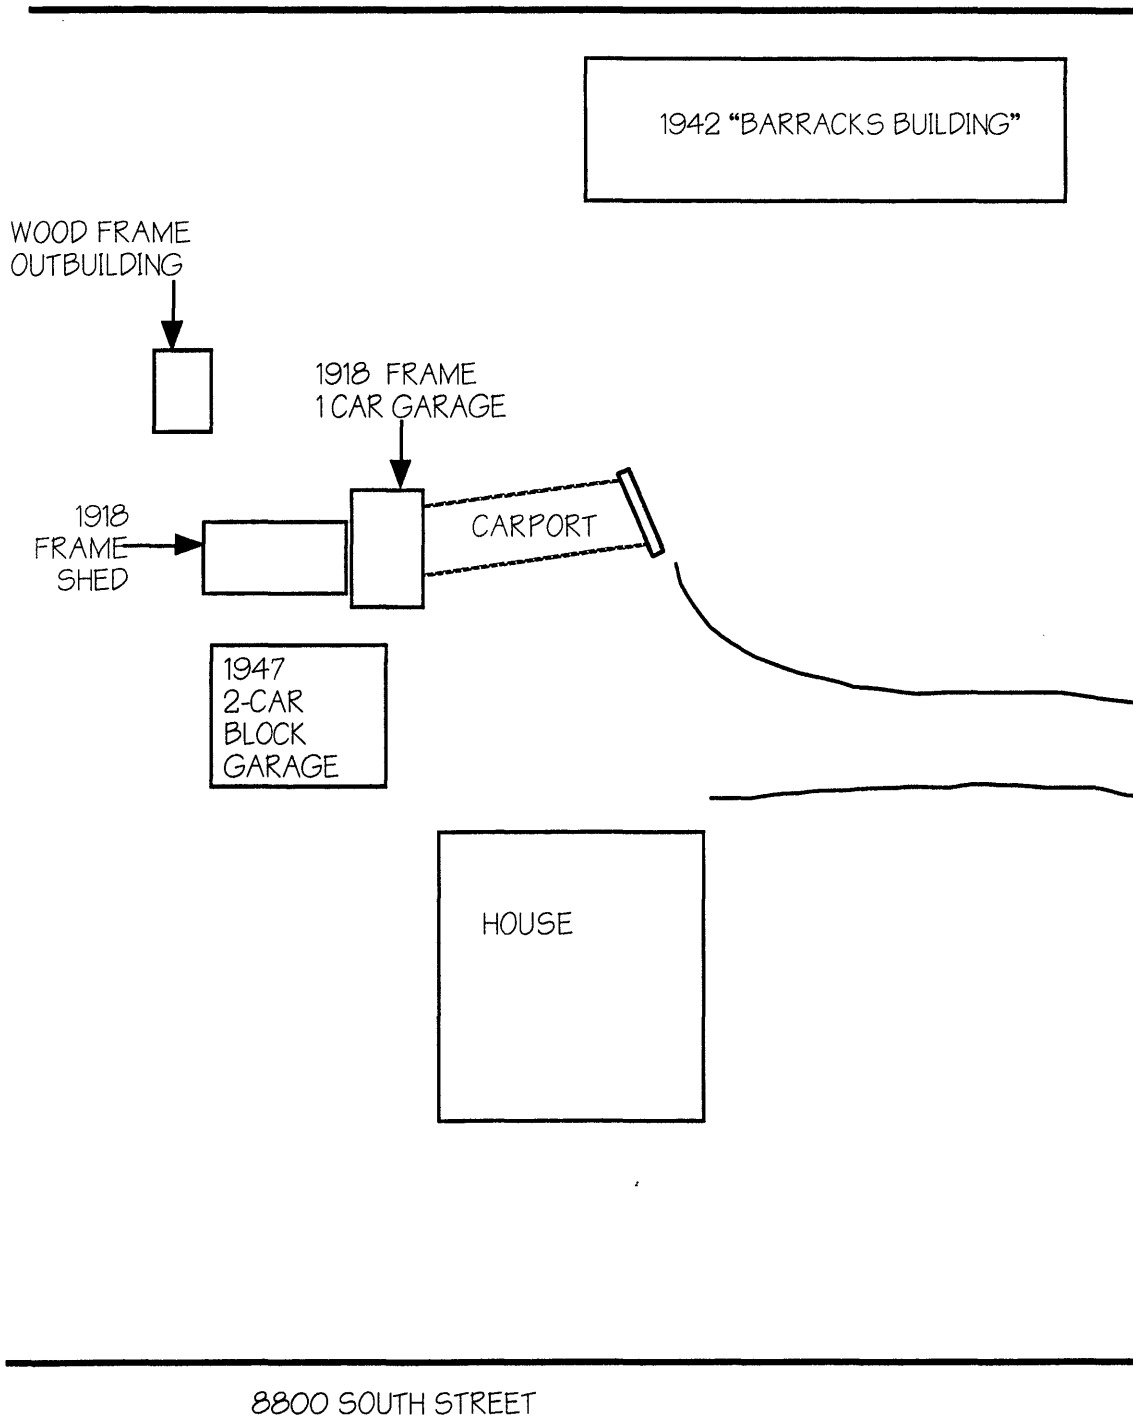 1942 “BARRACKS BUILDING”
WOOD FRAME
OUTBUILDING
1918 FRAME
1 CAR GARAGE
CARPORT
1918
FRAME
SHED
1947
2-CAR
BLOCK
GARAGE
HOUSE
8800 SOUTH STREET